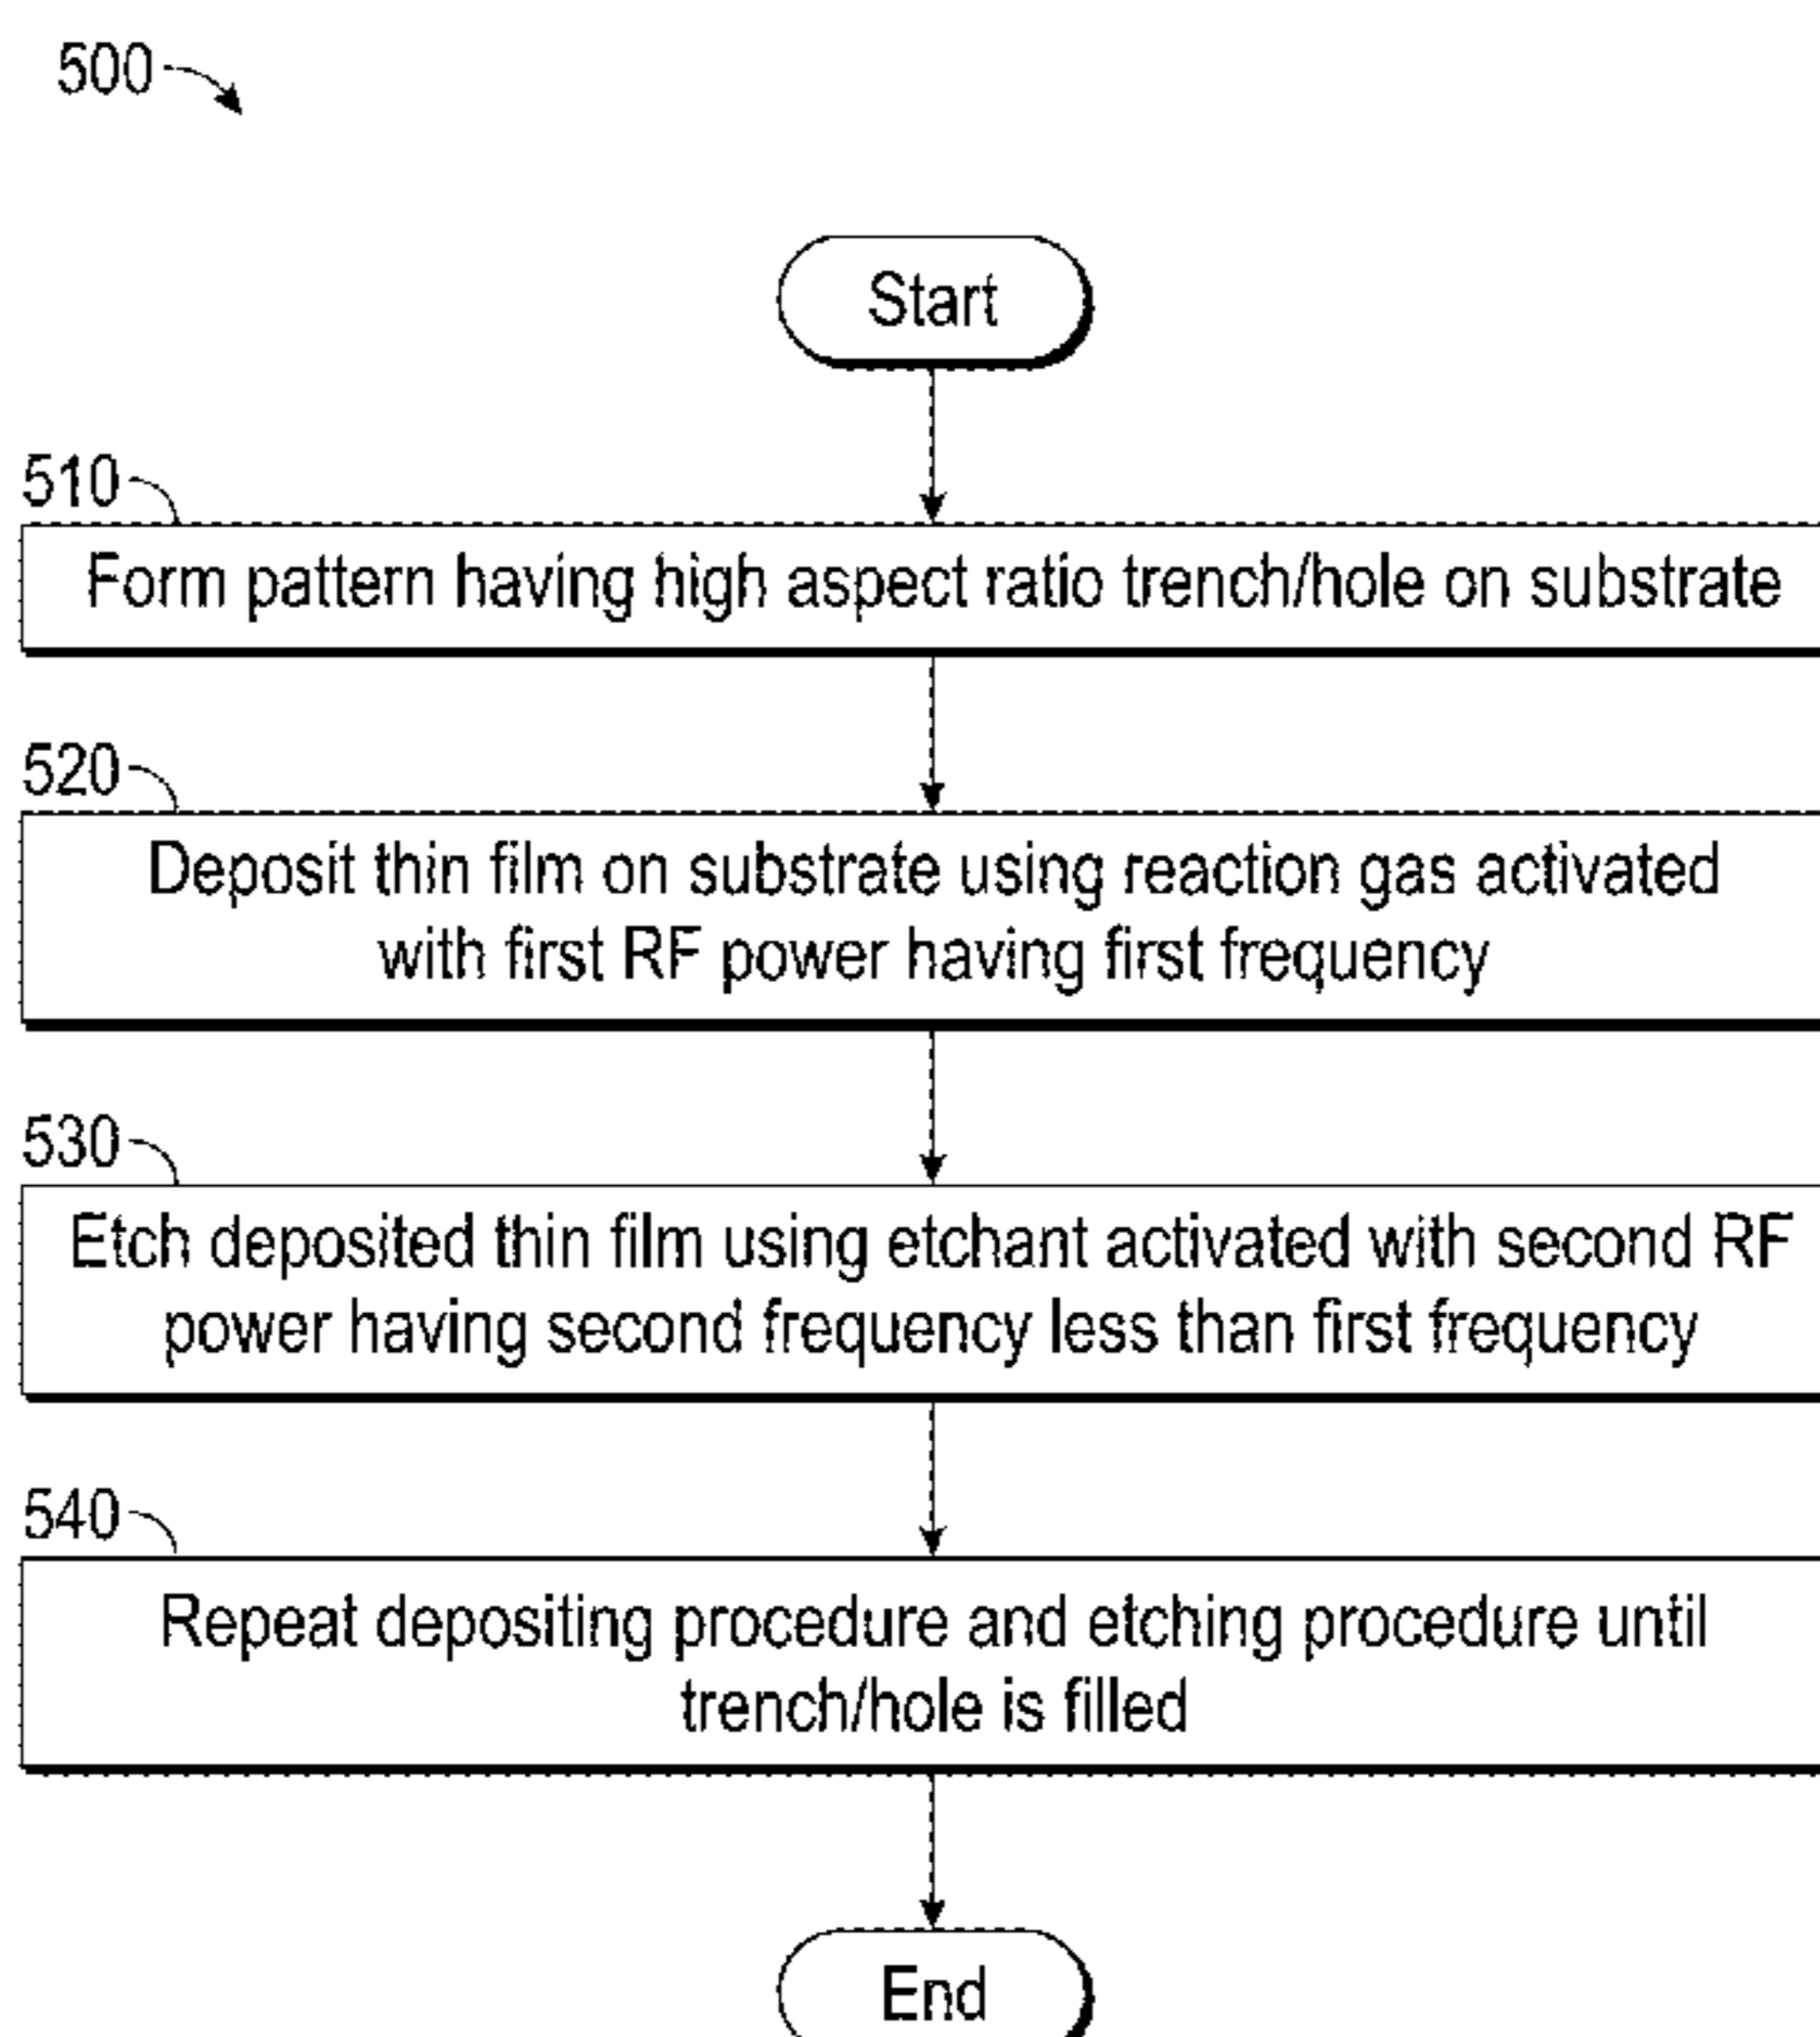 500
Start
510
Form pattern having high aspect ratio trench/hole on substrate
520
Deposit thin film on substrate using reaction gas activated
with first RF power having first frequency
530
Etch deposited thin film using etchant activated with second RF
power having second frequency less than first frequency
540
Repeat depositing procedure and etching procedure until
trench/hole is filled
End